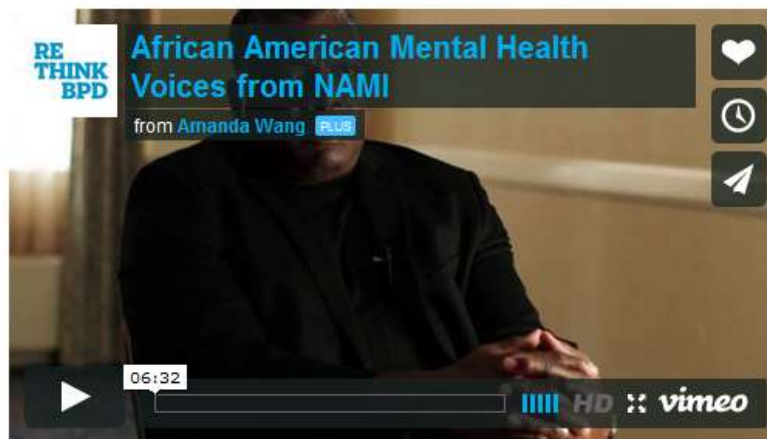 RE
THINK
BPD
African American Mental Health
Voices from NAMI
from Amanda Wang PLUS
06:32
HD vimeo